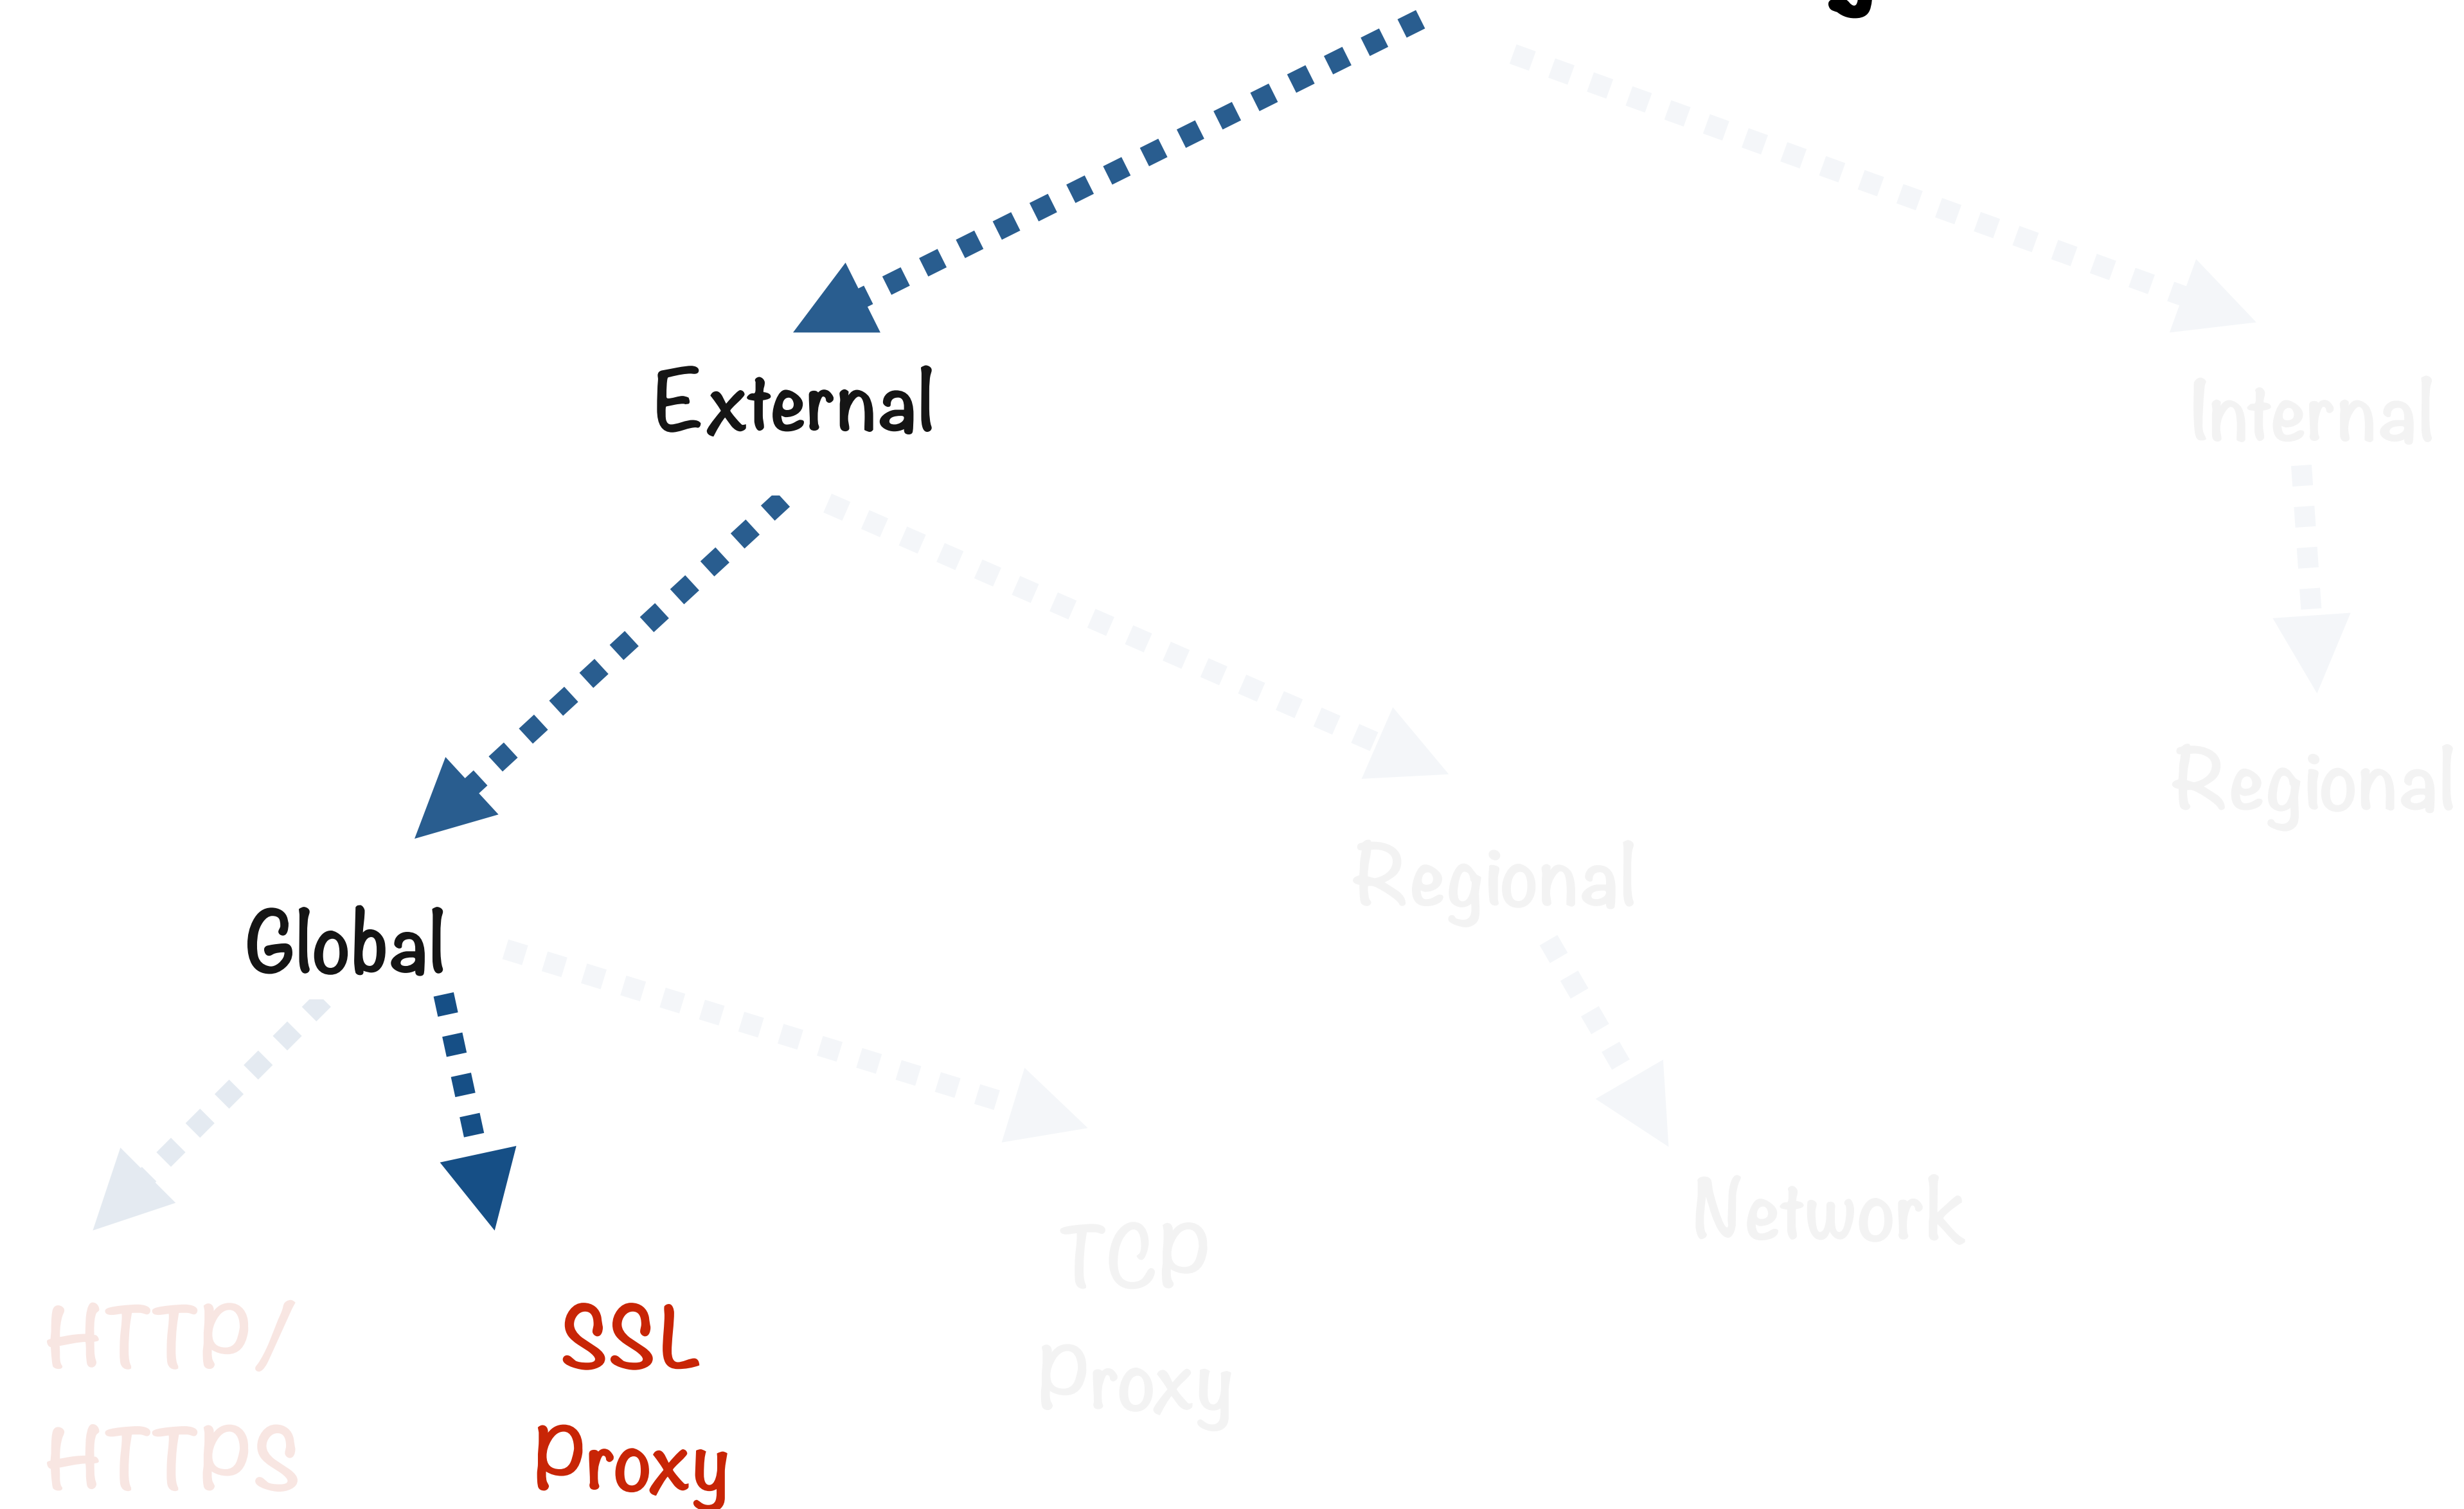 External
Internal
Regional
Regional
Global
Network
TCP
Proxy
HTTP/
HTTPS
SSL
Proxy